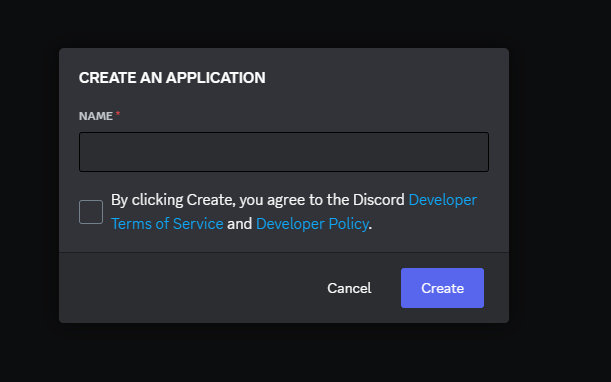 CREATE AN APPLICATION
NAME *
By clicking Create, you agree to the Discord Developer
Terms of Service and Developer Policy.
Cancel
Create